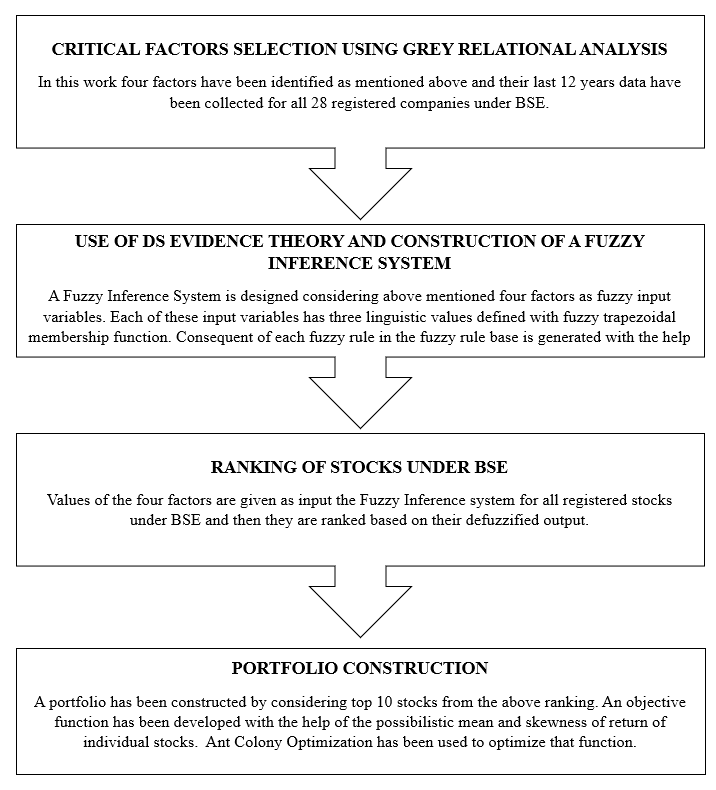 CRITICAL FACTORS SELECTION USING GREY RELATIONAL ANALYSIS
In this work four factors have been identified as mentioned above and their last 12 years data have
been collected for all 28 registered companies under BSE.
USE OF DS EVIDENCE THEORY AND CONSTRUCTION OF A FUZZY
INFERENCE SYSTEM
A Fuzzy Inference System is designed considering above mentioned four factors as fuzzy input
variables. Each of these input variables has three linguistic values defined with fuzzy trapezoidal
membership function. Consequent of each fuzzy rule in the fuzzy rule base is generated with the help
RANKING OF STOCKS UNDER BSE
Values of the four factors are given as input the Fuzzy Inference system for all registered stocks
under BSE and then they are ranked based on their defuzzified output.
PORTFOLIO CONSTRUCTION
A portfolio has been constructed by considering top 10 stocks from the above ranking. An objective
function has been developed with the help of the possibilistic mean and skewness of return of
individual stocks.  Ant Colony Optimization has been used to optimize that function.